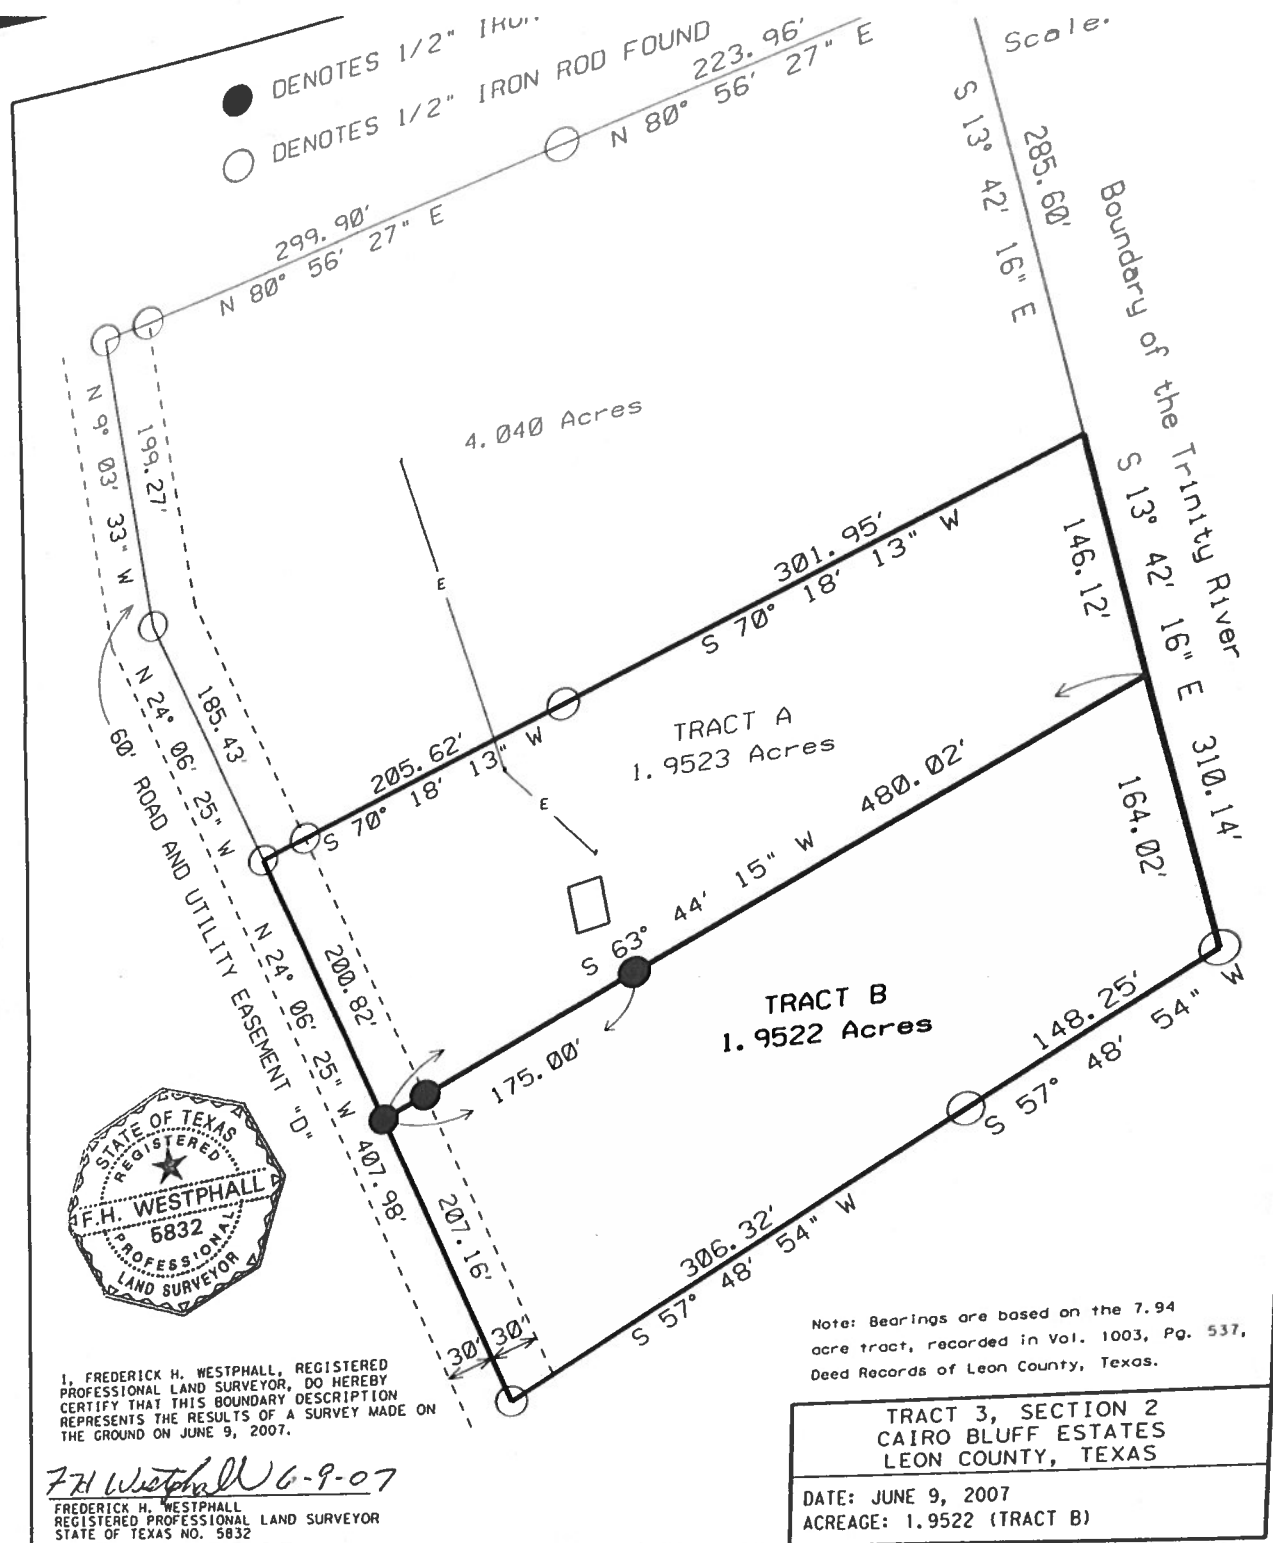 DENOTES 1/2"
DENOTES 1/2" IRON ROD FOUND
Scale.
223.96'
N 80° 56' 27" E
299.90'
N 80° 56' 27" E
S 13° 42' 16" E
285.60'
Boundary of the Trinity River
N 9° 03' 33" W
199.27'
4.040 Acres
E
301.95'
S 70° 18' 13" W
146.12'
S 13° 42' 16" E 310.14'
N 24° 06' 25" W
185.43'
60' ROAD AND UTILITY EASEMENT "D"
205.62'
S 70° 18' 13" W
TRACT A
1.9523 Acres
E
480.02'
S 63° 44' 15" W
164.02'
N 24° 06' 25" W 407.98'
200.82'
175.00'
TRACT B
1.9522 Acres
148.25'
S 57° 48' 54" W
207.16'
306.32'
S 57° 48' 54" W
30' 30'
STATE OF TEXAS
REGISTERED
F.H. WESTPHALL
5832
PROFESSIONAL
LAND SURVEYOR
Note: Bearings are based on the 7.94
acre tract, recorded in Vol. 1003, Pg. 537,
Deed Records of Leon County, Texas.
I, FREDERICK H. WESTPHALL, REGISTERED
PROFESSIONAL LAND SURVEYOR, DO HEREBY
CERTIFY THAT THIS BOUNDARY DESCRIPTION
REPRESENTS THE RESULTS OF A SURVEY MADE ON
THE GROUND ON JUNE 9, 2007.
FH Westphall 6-9-07
FREDERICK H. WESTPHALL
REGISTERED PROFESSIONAL LAND SURVEYOR
STATE OF TEXAS NO. 5832
TRACT 3, SECTION 2
CAIRO BLUFF ESTATES
LEON COUNTY, TEXAS
DATE: JUNE 9, 2007
ACREAGE: 1.9522 (TRACT B)